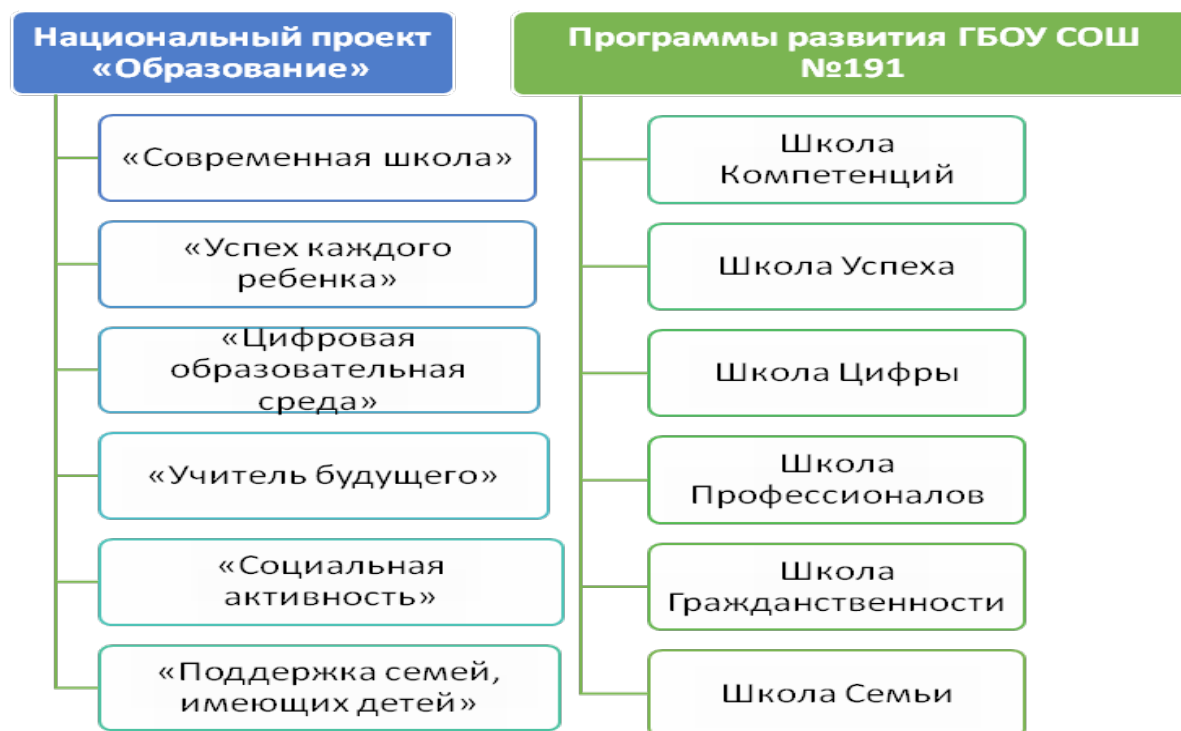 Национальный проект
«Образование»
«Современная школа»
«Успех каждого
ребенка»
«Цифровая
образовательная
среда»
«Учитель будущего»
«Социальная
активность»
«Поддержка семей,
имеющих детей»
Программы развития ГБОУ СОШ
№191
Школа
Компетенций
Школа Успеха
Школа Цифры
Школа
Профессионалов
Школа
Гражданственности
Школа Семьи